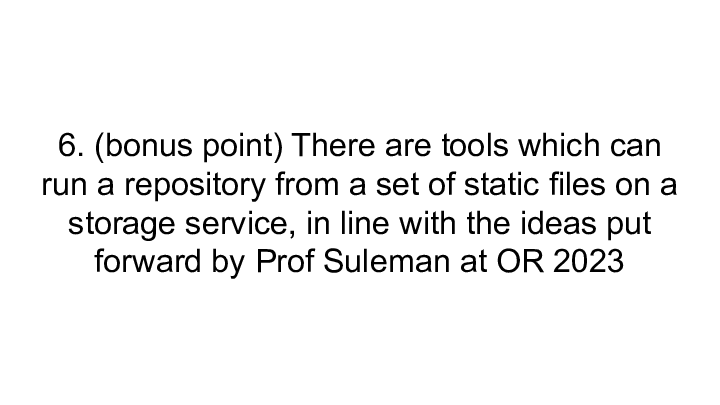 6. (bonus point) There are tools which can
run a repository from a set of static files on a
storage service, in line with the ideas put
forward by Prof Suleman at OR 2023